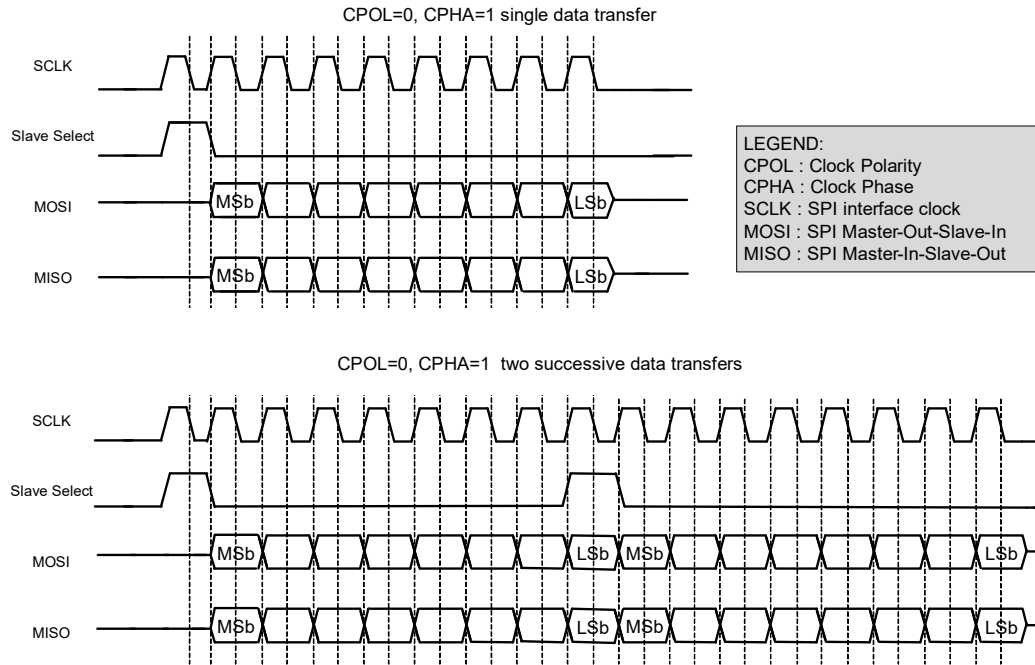 CPOL=0, CPHA=1 single data transfer
SCLK
Slave Select
MOSI
MSb
LSb
MISO
MSb
LSb
LEGEND:
CPOL : Clock Polarity
CPHA : Clock Phase
SCLK : SPI interface clock
MOSI : SPI Master-Out-Slave-In
MISO : SPI Master-In-Slave-Out
CPOL=0, CPHA=1 two successive data transfers
SCLK
Slave Select
MOSI
MSb
LSb
MSb
LSb
MISO
MSb
LSb
MSb
LSb